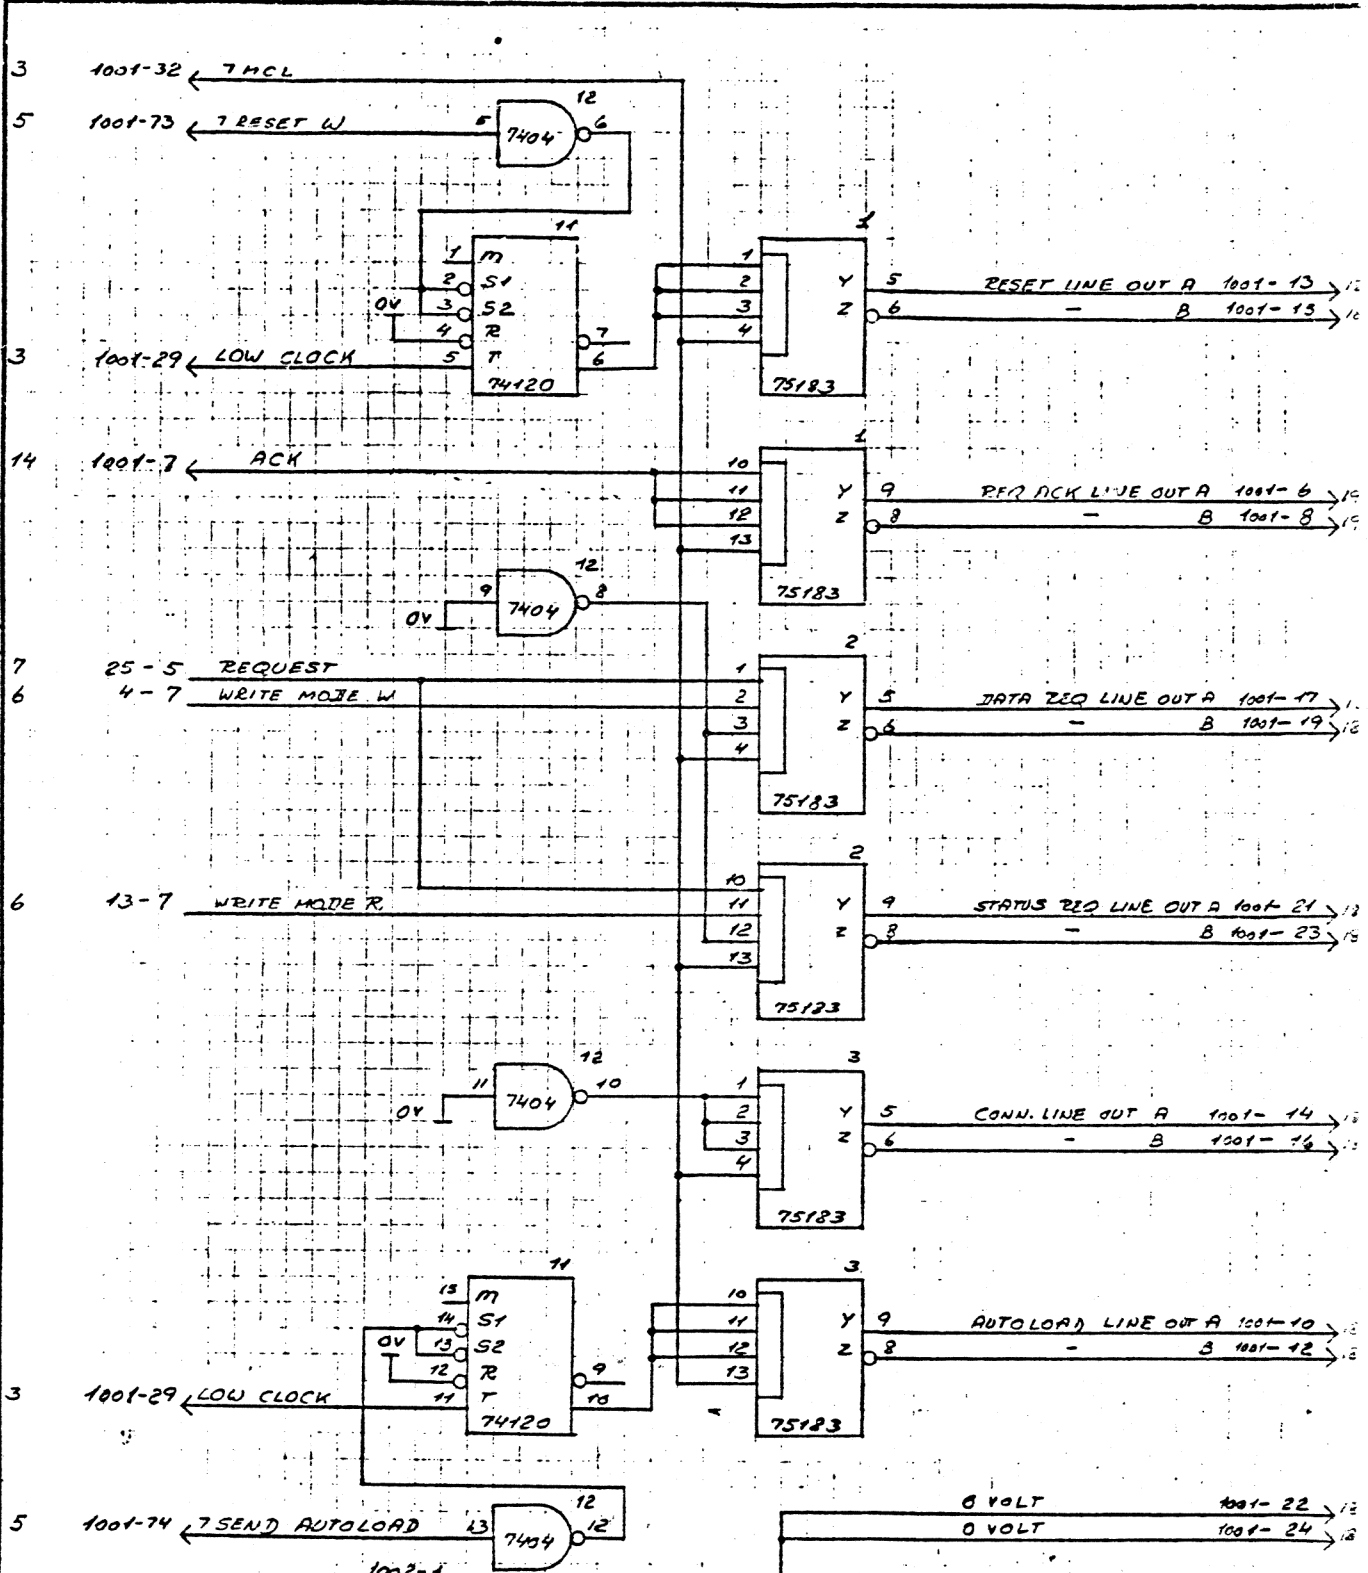 3 1001-32 7 MCL
12
5 1001-73 7 RESET W 5 7404 6
11 1
1 M 1
2 S1 2 Y 5 RESET LINE OUT A 1001-13
0V 3 S2 3 Z 6 - B 1001-15
4 R 7 4
3 1001-29 LOW CLOCK 5 T 6
74120 75183
1
14 1001-7 ACK 10
11 Y 9 ACK LINE OUT A 1001-6
12 Z 8 - B 1001-8
13
12
9 7404 8 75183
0V
2
7 25-5 REQUEST 1
6 4-7 WRITE MODE W 2 Y 5 DATA REQ LINE OUT A 1001-17
3 Z 6 - B 1001-19
4
75183
2
10
6 13-7 WRITE MODE R 11 Y 9 STATUS REQ LINE OUT A 1001-21
12 Z 8 - B 1001-23
13
75183
12 3
11 7404 10 1
0V 2 Y 5 CONN. LINE OUT A 1001-14
3 Z 6 - B 1001-16
4
75183
11 3
15 M 10
14 S1 11 Y 9 AUTOLOAD LINE OUT A 1001-10
0V 13 S2 12 Z 8 - B 1001-12
12 R 9 13
3 1001-29 LOW CLOCK 11 T 10
74120 75183
12 0 VOLT 1001-22
5 1001-74 7 SEND AUTOLOAD 13 7404 12 0 VOLT 1001-24